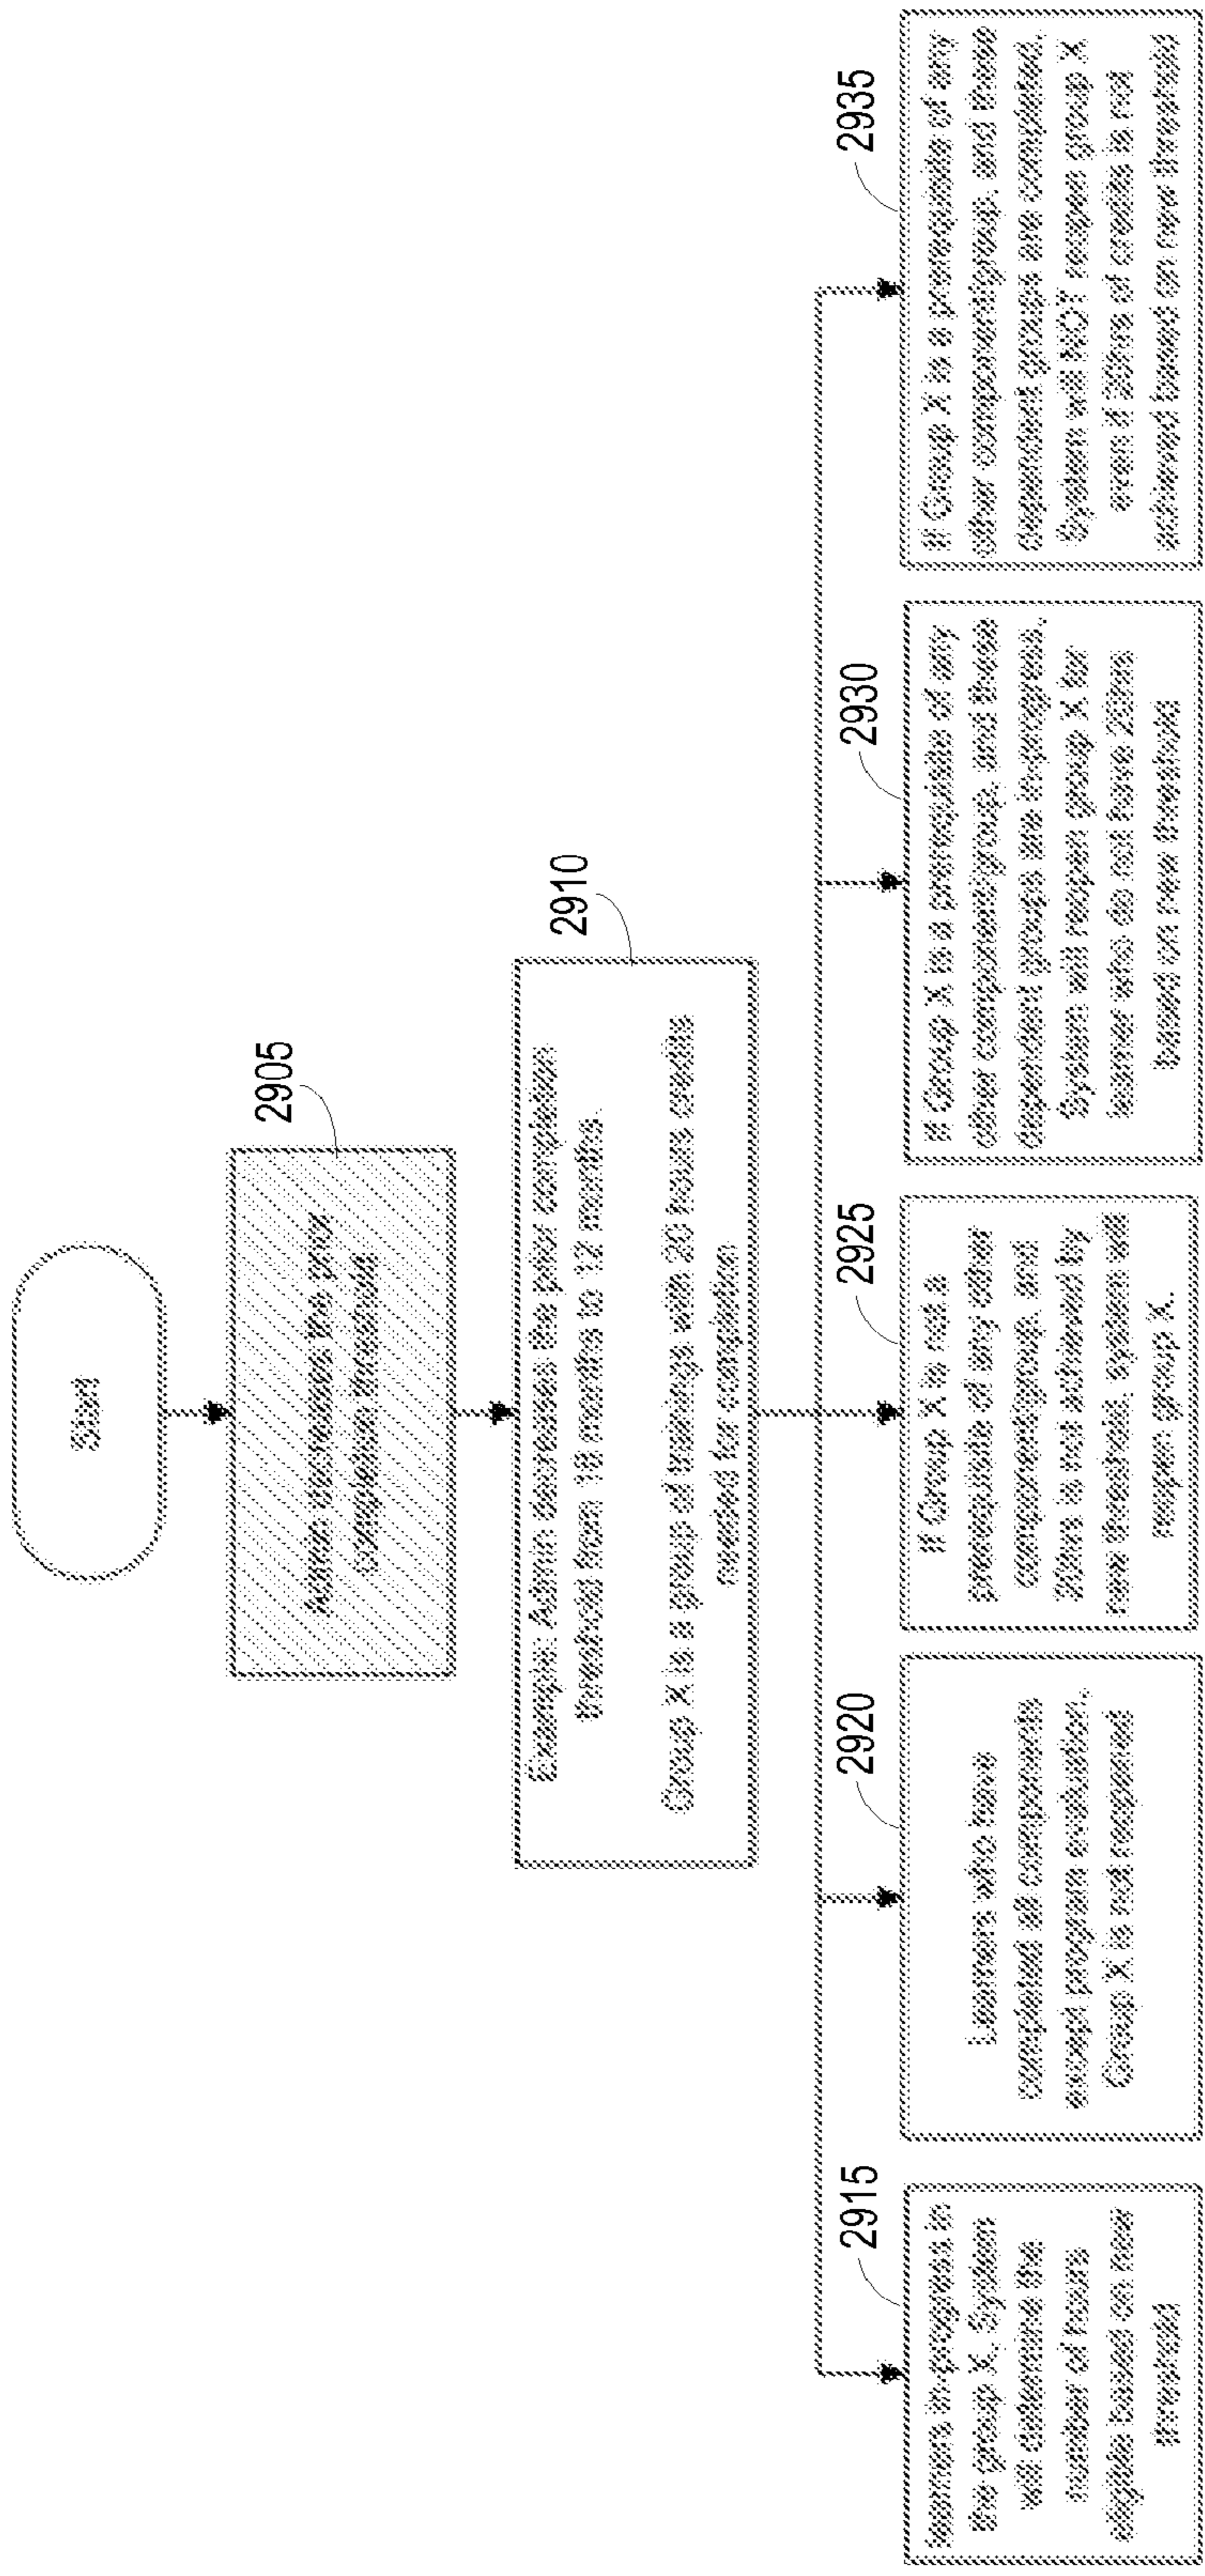 Start
2905
Admin decreases the prior
completion threshold
2910
Example: Admin decreases the prior completion
threshold from 18 months to 12 months.
Group X is a group of trainings with 20 hours credits
needed for completion
2915
learners in-progress in
the group X. System
will determine the
number of hours
eligible based on new
threshold
2920
Learners who have
completed all components
except program evaluation,
Group X is not reopened
2925
If Group X is not a
prerequisite of any other
component/group, and
20hrs is not achieved by
new threshold, system will
reopen group X.
2930
If Group X is a prerequisite of any
other component/group, and those
dependent groups are in-progress,
System will reopen group X for
learner who do not have 20hrs
based on new threshold
2935
If Group X is a prerequisite of any
other component/group, and those
dependent groups are completed,
System will NOT reopen group X
even if 20hrs of credits is not
achieved based on new threshold